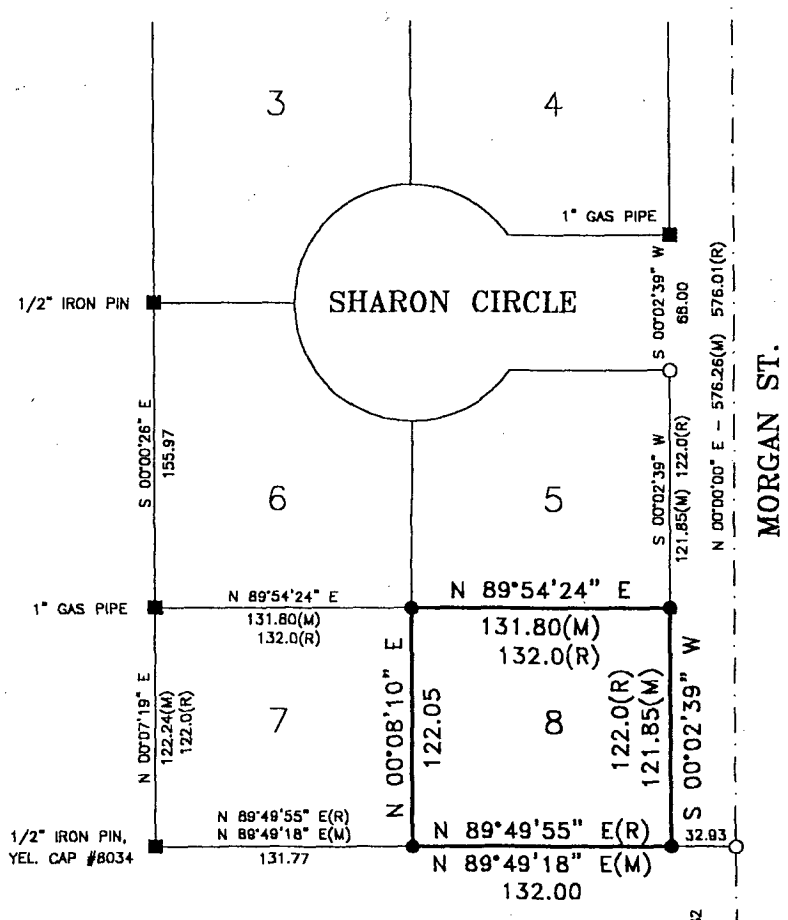 3
4
1" GAS PIPE
1/2" IRON PIN
SHARON CIRCLE
S 00°02'39" W
68.00
N 00°00'00" E – 576.26(M) 576.01(R)
MORGAN ST.
S 00°00'26" E
155.97
6
5
S 00°02'39" W
121.85(M) 122.0(R)
1" GAS PIPE
N 89°54'24" E
131.80(M)
132.0(R)
N 89°54'24" E
131.80(M)
132.0(R)
N 00°07'19" E
122.24(M)
122.0(R)
7
N 00°08'10" E
122.05
8
122.0(R)
121.85(M)
S 00°02'39" W
1/2" IRON PIN,
YEL. CAP #8034
N 89°49'55" E(R)
N 89°49'18" E(M)
131.77
N 89°49'55" E(R)
N 89°49'18" E(M)
132.00
32.93